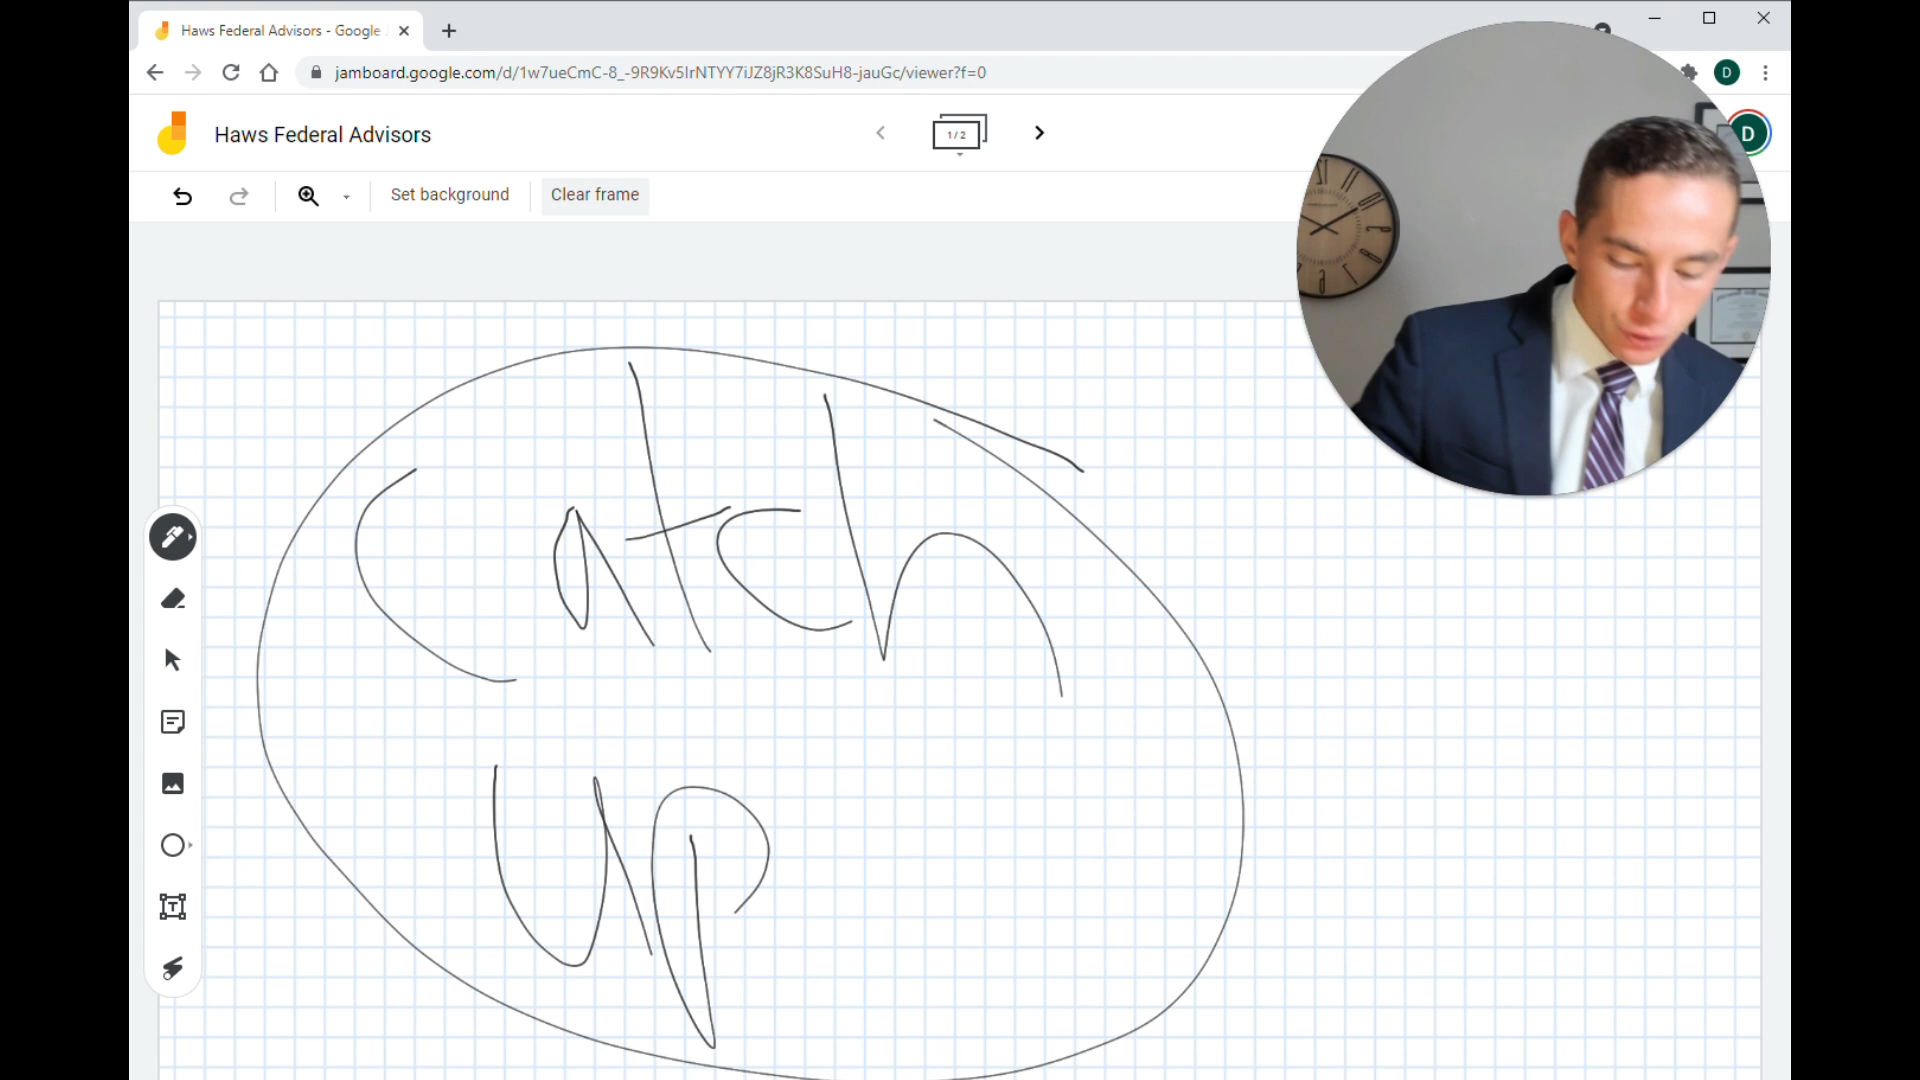 Haws Federal Advisors - Google
jamboard.google.com/d/1w7ueCmC-8_-9R9Kv5IrNTYY7iJZ8jR3K8SuH8-jauGc/viewer?f=0
D
Haws Federal Advisors
1 / 2
D
Set background
Clear frame
Catch
up